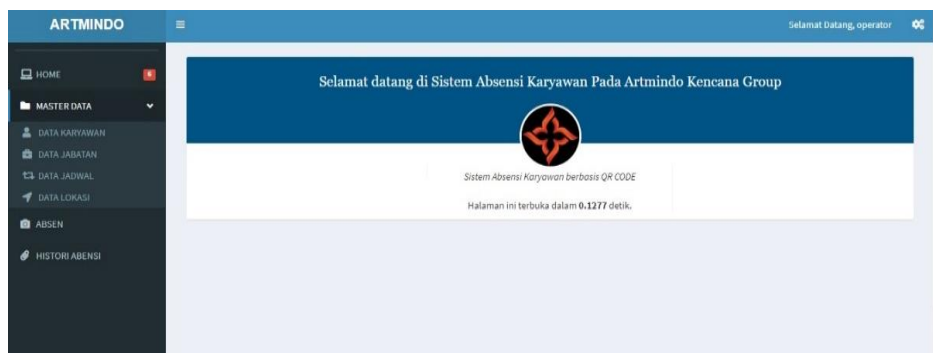 ARTMINDO
Selamat Datang, operator
HOME
MASTER DATA
DATA KARYAWAN
DATA JABATAN
DATA JADWAL
DATA LOKASI
ABSEN
HISTORI ABENSI
Selamat datang di Sistem Absensi Karyawan Pada Artmindo Kencana Group
Sistem Absensi Karyawan berbasis QR CODE
Halaman ini terbuka dalam 0.1277 detik.